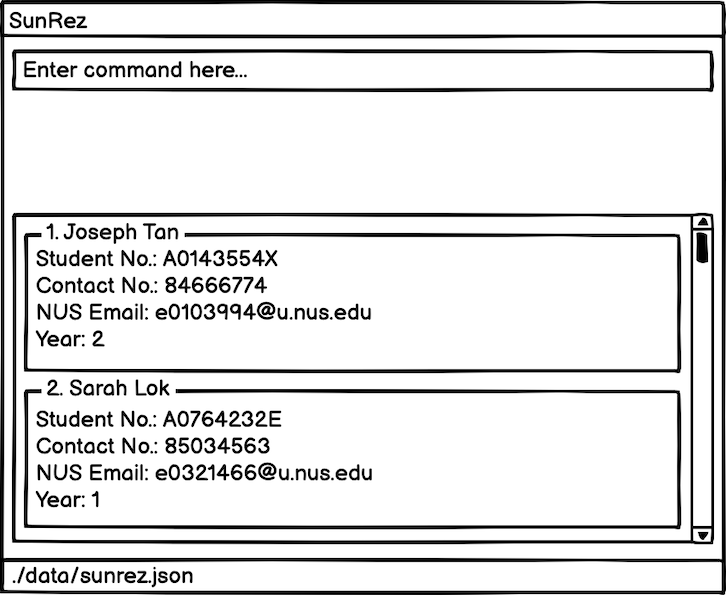 SunRez
Enter command here...
1. Joseph Tan
Student No.: A0143554X
Contact No.: 84666774
NUS Email: e0103994@u.nus.edu
Year: 2
2. Sarah Lok
Student No.: A0764232E
Contact No.: 85034563
NUS Email: e0321466@u.nus.edu
Year: 1
./data/sunrez.json